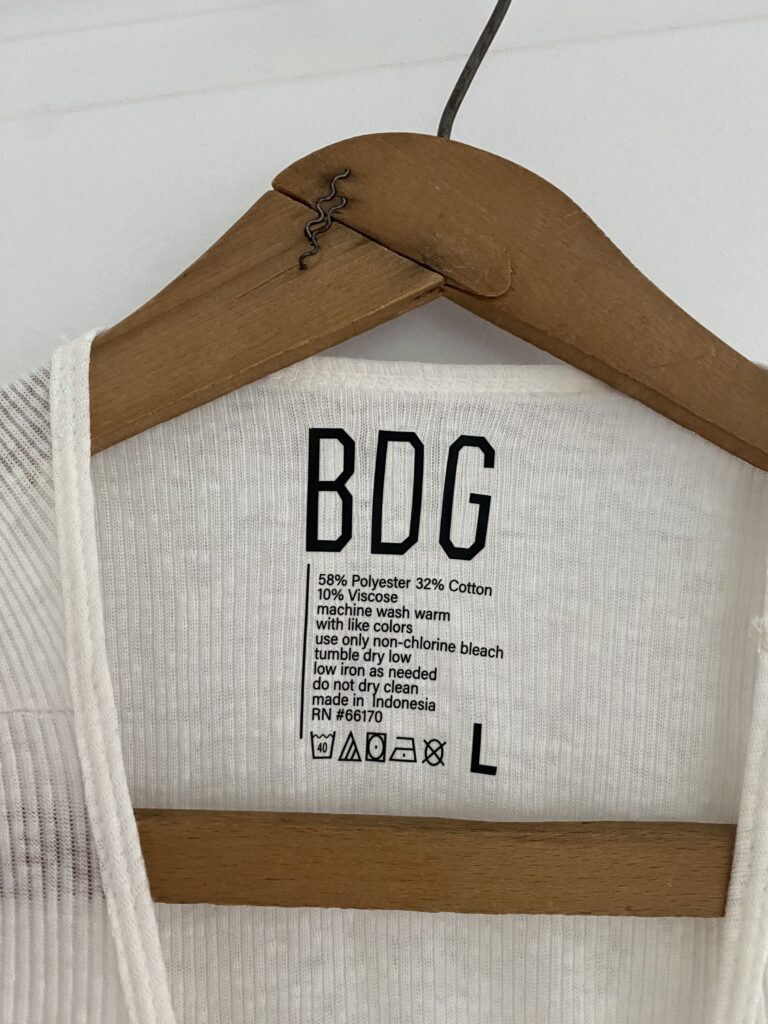 BDG
58% Polyester 32% Cotton
10% Viscose
machine wash warm
with like colors
use only non-chlorine bleach
tumble dry low
low iron as needed
do not dry clean
made in Indonesia
RN #66170
40
L